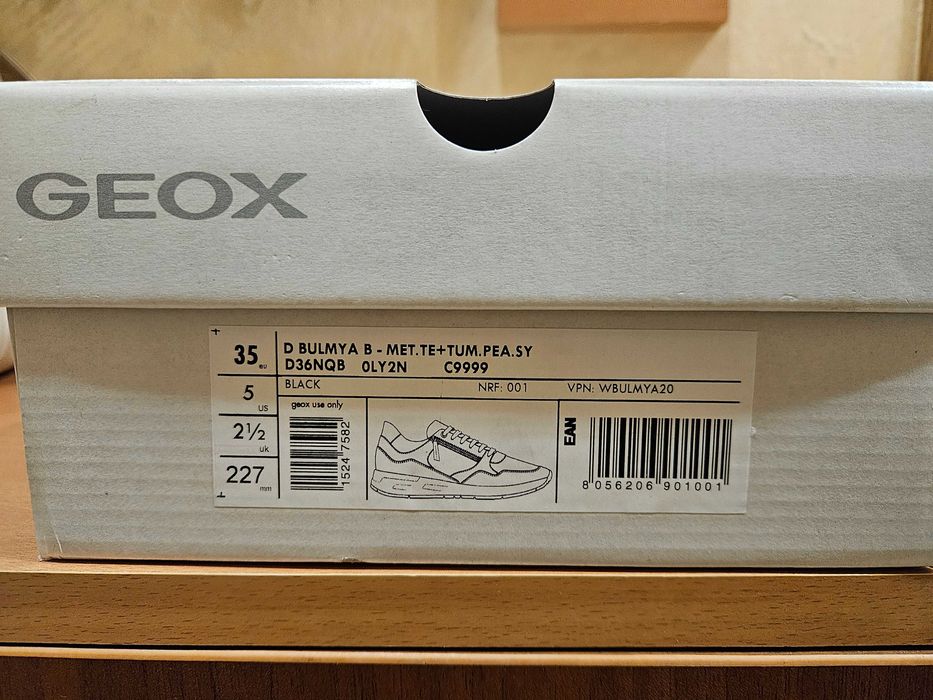 GEOX
35 eu
5 US
2½ uk
227 mm
D BULMYA B - MET.TE+TUM.PEA.SY
D36NQB 0LY2N C9999
BLACK NRF: 001 VPN: WBULMYA20
geox use only
1524 7582
EAN
8 056206 901001